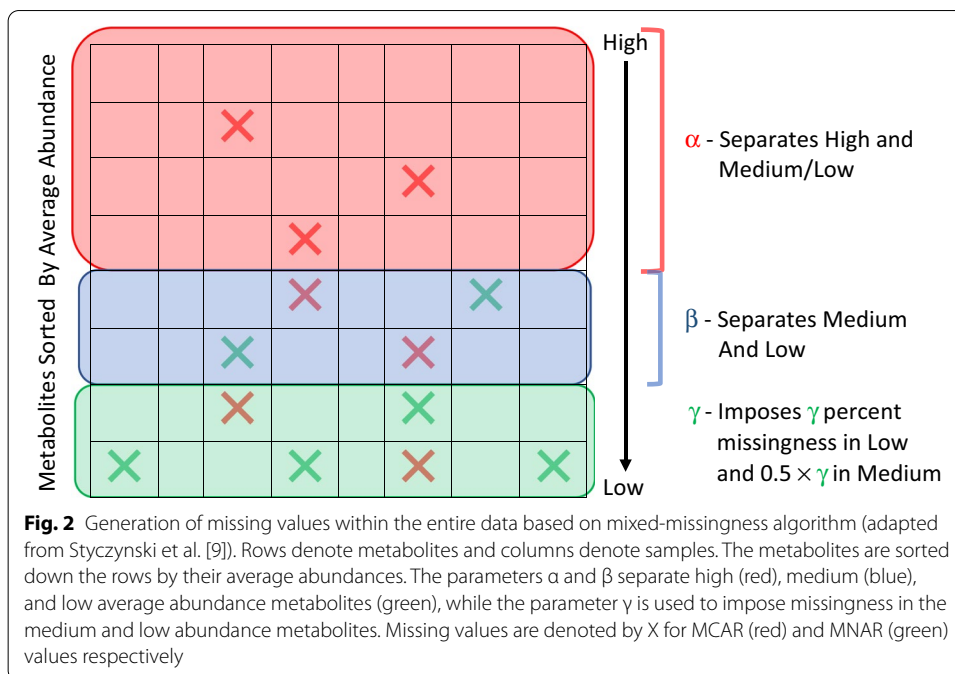 Metabolites Sorted By Average Abundance
High
α - Separates High and
Medium/Low
β - Separates Medium
And Low
γ - Imposes γ percent
missingness in Low
and 0.5 × γ in Medium
Low
Fig. 2 Generation of missing values within the entire data based on mixed-missingness algorithm (adapted
from Styczynski et al. [9]). Rows denote metabolites and columns denote samples. The metabolites are sorted
down the rows by their average abundances. The parameters α and β separate high (red), medium (blue),
and low average abundance metabolites (green), while the parameter γ is used to impose missingness in the
medium and low abundance metabolites. Missing values are denoted by X for MCAR (red) and MNAR (green)
values respectively